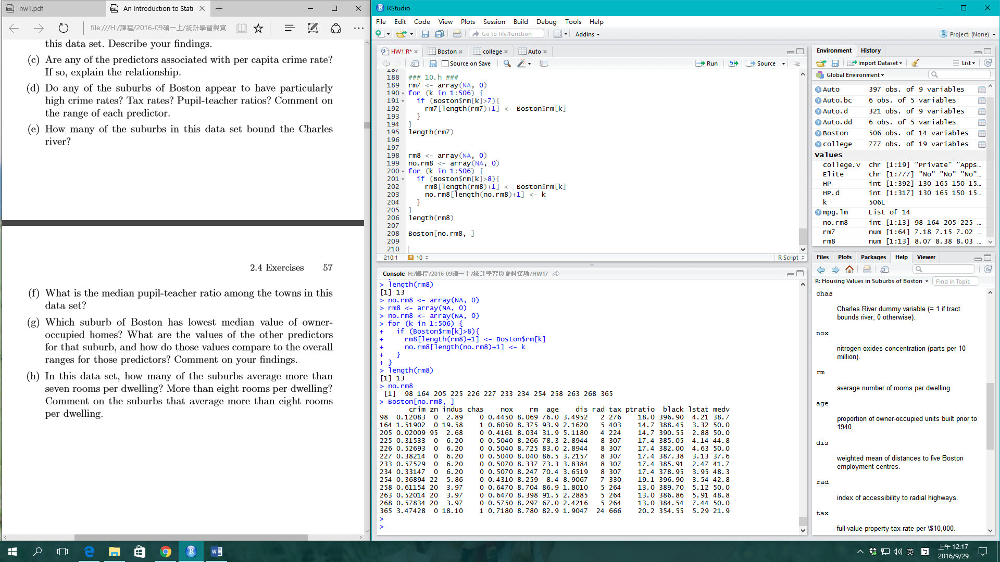 hw1.pdf
An Introduction to Stati
file:///H:/課程/2016-09碩一上/統計學習與資
this data set. Describe your findings.
(c) Are any of the predictors associated with per capita crime rate?
If so, explain the relationship.
(d) Do any of the suburbs of Boston appear to have particularly
high crime rates? Tax rates? Pupil-teacher ratios? Comment on
the range of each predictor.
(e) How many of the suburbs in this data set bound the Charles
river?
2.4 Exercises 57
(f) What is the median pupil-teacher ratio among the towns in this
data set?
(g) Which suburb of Boston has lowest median value of owner-
occupied homes? What are the values of the other predictors
for that suburb, and how do those values compare to the overall
ranges for those predictors? Comment on your findings.
(h) In this data set, how many of the suburbs average more than
seven rooms per dwelling? More than eight rooms per dwelling?
Comment on the suburbs that average more than eight rooms
per dwelling.
RStudio
File Edit Code View Plots Session Build Debug Tools Help
Go to file/function Addins Project: (None)
HW1.R* Boston college Auto
Source on Save Run Source
187
188 ### 10.h ###
189 rm7 <- array(NA, 0)
190 for (k in 1:506) {
191 if (Boston$rm[k]>7){
192 rm7[length(rm7)+1] <- Boston$rm[k]
193 }
194 }
195 length(rm7)
196
197
198 rm8 <- array(NA, 0)
199 no.rm8 <- array(NA, 0)
200 for (k in 1:506) {
201 if (Boston$rm[k]>8){
202 rm8[length(rm8)+1] <- Boston$rm[k]
203 no.rm8[length(no.rm8)+1] <- k
204 }
205 }
206 length(rm8)
207
208 Boston[no.rm8, ]
209
210
210:1 # 10 R Script
Console H:/課程/2016-09碩一上/統計學習與資料探勘/HW1/
> length(rm8)
[1] 13
> no.rm8 <- array(NA, 0)
> rm8 <- array(NA, 0)
> no.rm8 <- array(NA, 0)
> for (k in 1:506) {
+ if (Boston$rm[k]>8){
+ rm8[length(rm8)+1] <- Boston$rm[k]
+ no.rm8[length(no.rm8)+1] <- k
+ }
+ }
> length(rm8)
[1] 13
> no.rm8
[1] 98 164 205 225 226 227 233 234 254 258 263 268 365
> Boston[no.rm8, ]
crim zn indus chas nox rm age dis rad tax ptratio black lstat medv
98 0.12083 0 2.89 0 0.4450 8.069 76.0 3.4952 2 276 18.0 396.90 4.21 38.7
164 1.51902 0 19.58 1 0.6050 8.375 93.9 2.1620 5 403 14.7 388.45 3.32 50.0
205 0.02009 95 2.68 0 0.4161 8.034 31.9 5.1180 4 224 14.7 390.55 2.88 50.0
225 0.31533 0 6.20 0 0.5040 8.266 78.3 2.8944 8 307 17.4 385.05 4.14 44.8
226 0.52693 0 6.20 0 0.5040 8.725 83.0 2.8944 8 307 17.4 382.00 4.63 50.0
227 0.38214 0 6.20 0 0.5040 8.040 86.5 3.2157 8 307 17.4 387.38 3.13 37.6
233 0.57529 0 6.20 0 0.5070 8.337 73.3 3.8384 8 307 17.4 385.91 2.47 41.7
234 0.33147 0 6.20 0 0.5070 8.247 70.4 3.6519 8 307 17.4 378.95 3.95 48.3
254 0.36894 22 5.86 0 0.4310 8.259 8.4 8.9067 7 330 19.1 396.90 3.54 42.8
258 0.61154 20 3.97 0 0.6470 8.704 86.9 1.8010 5 264 13.0 389.70 5.12 50.0
263 0.52014 20 3.97 0 0.6470 8.398 91.5 2.2885 5 264 13.0 386.86 5.91 48.8
268 0.57834 20 3.97 0 0.5750 8.297 67.0 2.4216 5 264 13.0 384.54 7.44 50.0
365 3.47428 0 18.10 1 0.7180 8.780 82.9 1.9047 24 666 20.2 354.55 5.29 21.9
>
>
Environment History
Import Dataset List
Global Environment
Auto 397 obs. of 9 variables
Auto.bc 6 obs. of 5 variables
Auto.d 321 obs. of 9 variables
Auto.dd 6 obs. of 5 variables
Boston 506 obs. of 14 variables
college 777 obs. of 19 variables
Values
college.v chr [1:19] "Private" "Apps…
Elite chr [1:777] "No" "No" "No"…
HP int [1:392] 130 165 150 15…
HP.d int [1:317] 130 165 150 15…
k 506L
mpg.lm List of 14
no.rm8 int [1:13] 98 164 205 225 …
rm7 num [1:64] 7.18 7.15 7.02 …
rm8 num [1:13] 8.07 8.38 8.03 …
Files Plots Packages Help Viewer
R: Housing Values in Suburbs of Boston Find in Topic
chas
Charles River dummy variable (= 1 if tract
bounds river; 0 otherwise).
nox
nitrogen oxides concentration (parts per 10
million).
rm
average number of rooms per dwelling.
age
proportion of owner-occupied units built prior to
1940.
dis
weighted mean of distances to five Boston
employment centres.
rad
index of accessibility to radial highways.
tax
full-value property-tax rate per \$10,000.
英
上午 12:17
2016/9/29